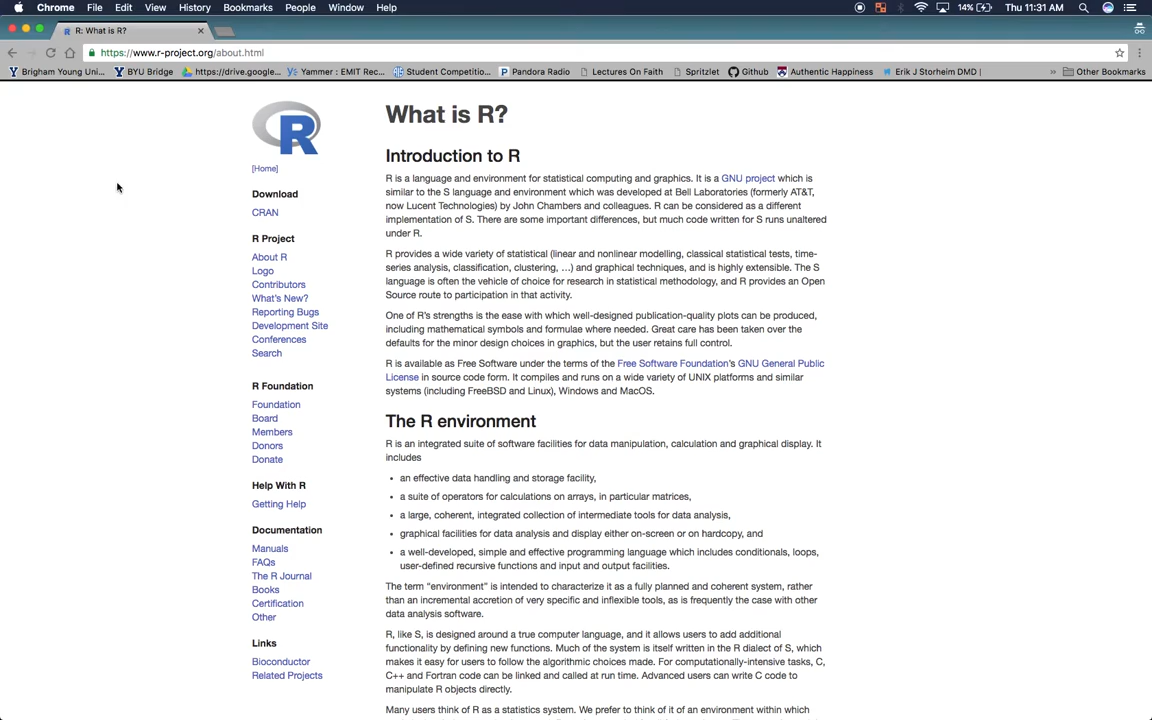 Chrome File Edit View History Bookmarks People Window Help 14% Thu 11:31 AM
R: What is R?
https://www.r-project.org/about.html
Brigham Young Uni... BYU Bridge https://drive.google... Yammer : EMIT Rec... Student Competitio... Pandora Radio Lectures On Faith Spritzlet Github Authentic Happiness Erik J Storheim DMD | » Other Bookmarks
R
[Home]
Download
CRAN
R Project
About R
Logo
Contributors
What's New?
Reporting Bugs
Development Site
Conferences
Search
R Foundation
Foundation
Board
Members
Donors
Donate
Help With R
Getting Help
Documentation
Manuals
FAQs
The R Journal
Books
Certification
Other
Links
Bioconductor
Related Projects
What is R?
Introduction to R
R is a language and environment for statistical computing and graphics. It is a GNU project which is
similar to the S language and environment which was developed at Bell Laboratories (formerly AT&T,
now Lucent Technologies) by John Chambers and colleagues. R can be considered as a different
implementation of S. There are some important differences, but much code written for S runs unaltered
under R.
R provides a wide variety of statistical (linear and nonlinear modelling, classical statistical tests, time-
series analysis, classification, clustering, …) and graphical techniques, and is highly extensible. The S
language is often the vehicle of choice for research in statistical methodology, and R provides an Open
Source route to participation in that activity.
One of R's strengths is the ease with which well-designed publication-quality plots can be produced,
including mathematical symbols and formulae where needed. Great care has been taken over the
defaults for the minor design choices in graphics, but the user retains full control.
R is available as Free Software under the terms of the Free Software Foundation's GNU General Public
License in source code form. It compiles and runs on a wide variety of UNIX platforms and similar
systems (including FreeBSD and Linux), Windows and MacOS.
The R environment
R is an integrated suite of software facilities for data manipulation, calculation and graphical display. It
includes
• an effective data handling and storage facility,
• a suite of operators for calculations on arrays, in particular matrices,
• a large, coherent, integrated collection of intermediate tools for data analysis,
• graphical facilities for data analysis and display either on-screen or on hardcopy, and
• a well-developed, simple and effective programming language which includes conditionals, loops,
user-defined recursive functions and input and output facilities.
The term “environment” is intended to characterize it as a fully planned and coherent system, rather
than an incremental accretion of very specific and inflexible tools, as is frequently the case with other
data analysis software.
R, like S, is designed around a true computer language, and it allows users to add additional
functionality by defining new functions. Much of the system is itself written in the R dialect of S, which
makes it easy for users to follow the algorithmic choices made. For computationally-intensive tasks, C,
C++ and Fortran code can be linked and called at run time. Advanced users can write C code to
manipulate R objects directly.
Many users think of R as a statistics system. We prefer to think of it of an environment within which